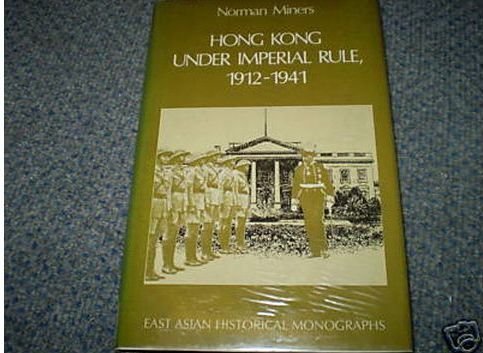 Norman Miners
HONG KONG
UNDER IMPERIAL RULE,
1912-1941
EAST ASIAN HISTORICAL MONOGRAPHS